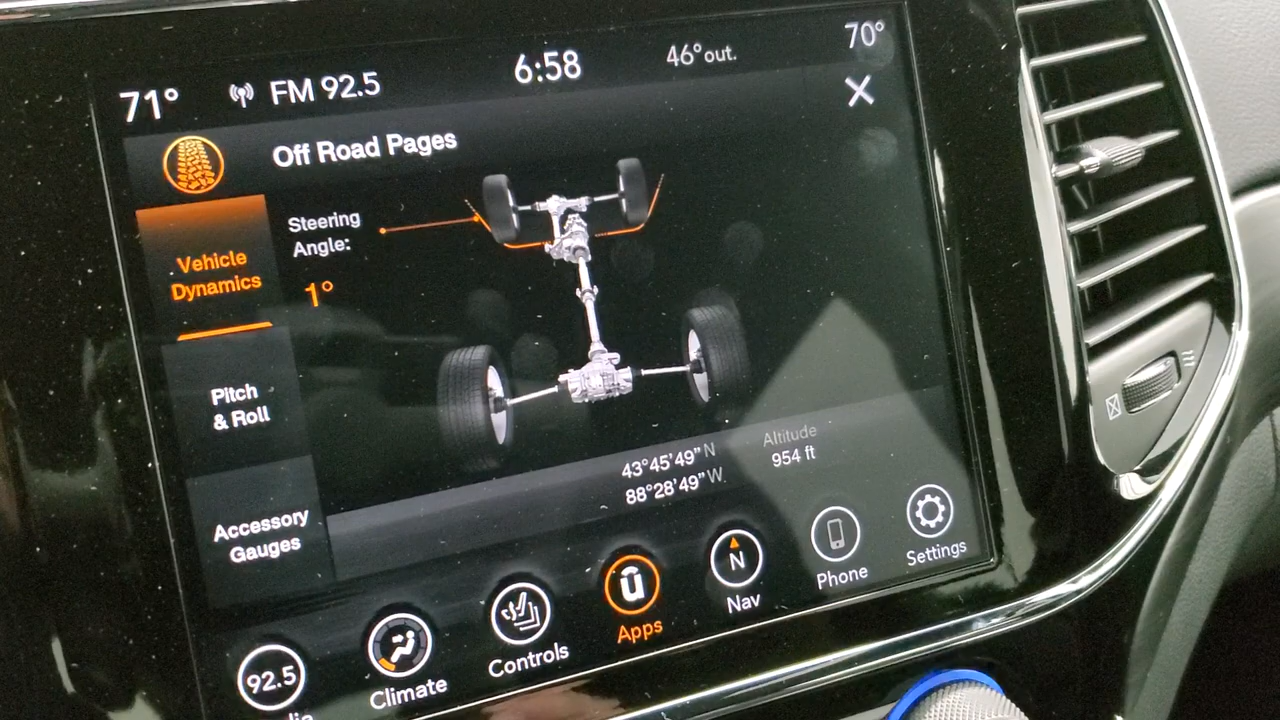 71° FM 92.5 6:58 46° out. 70°
Off Road Pages
Vehicle
Dynamics
Steering
Angle:
1°
Pitch
& Roll
Accessory
Gauges
43°45'49" N
88°28'49" W
Altitude
954 ft
92.5
Climate
Controls
ū
Apps
N
Nav
Phone
Settings